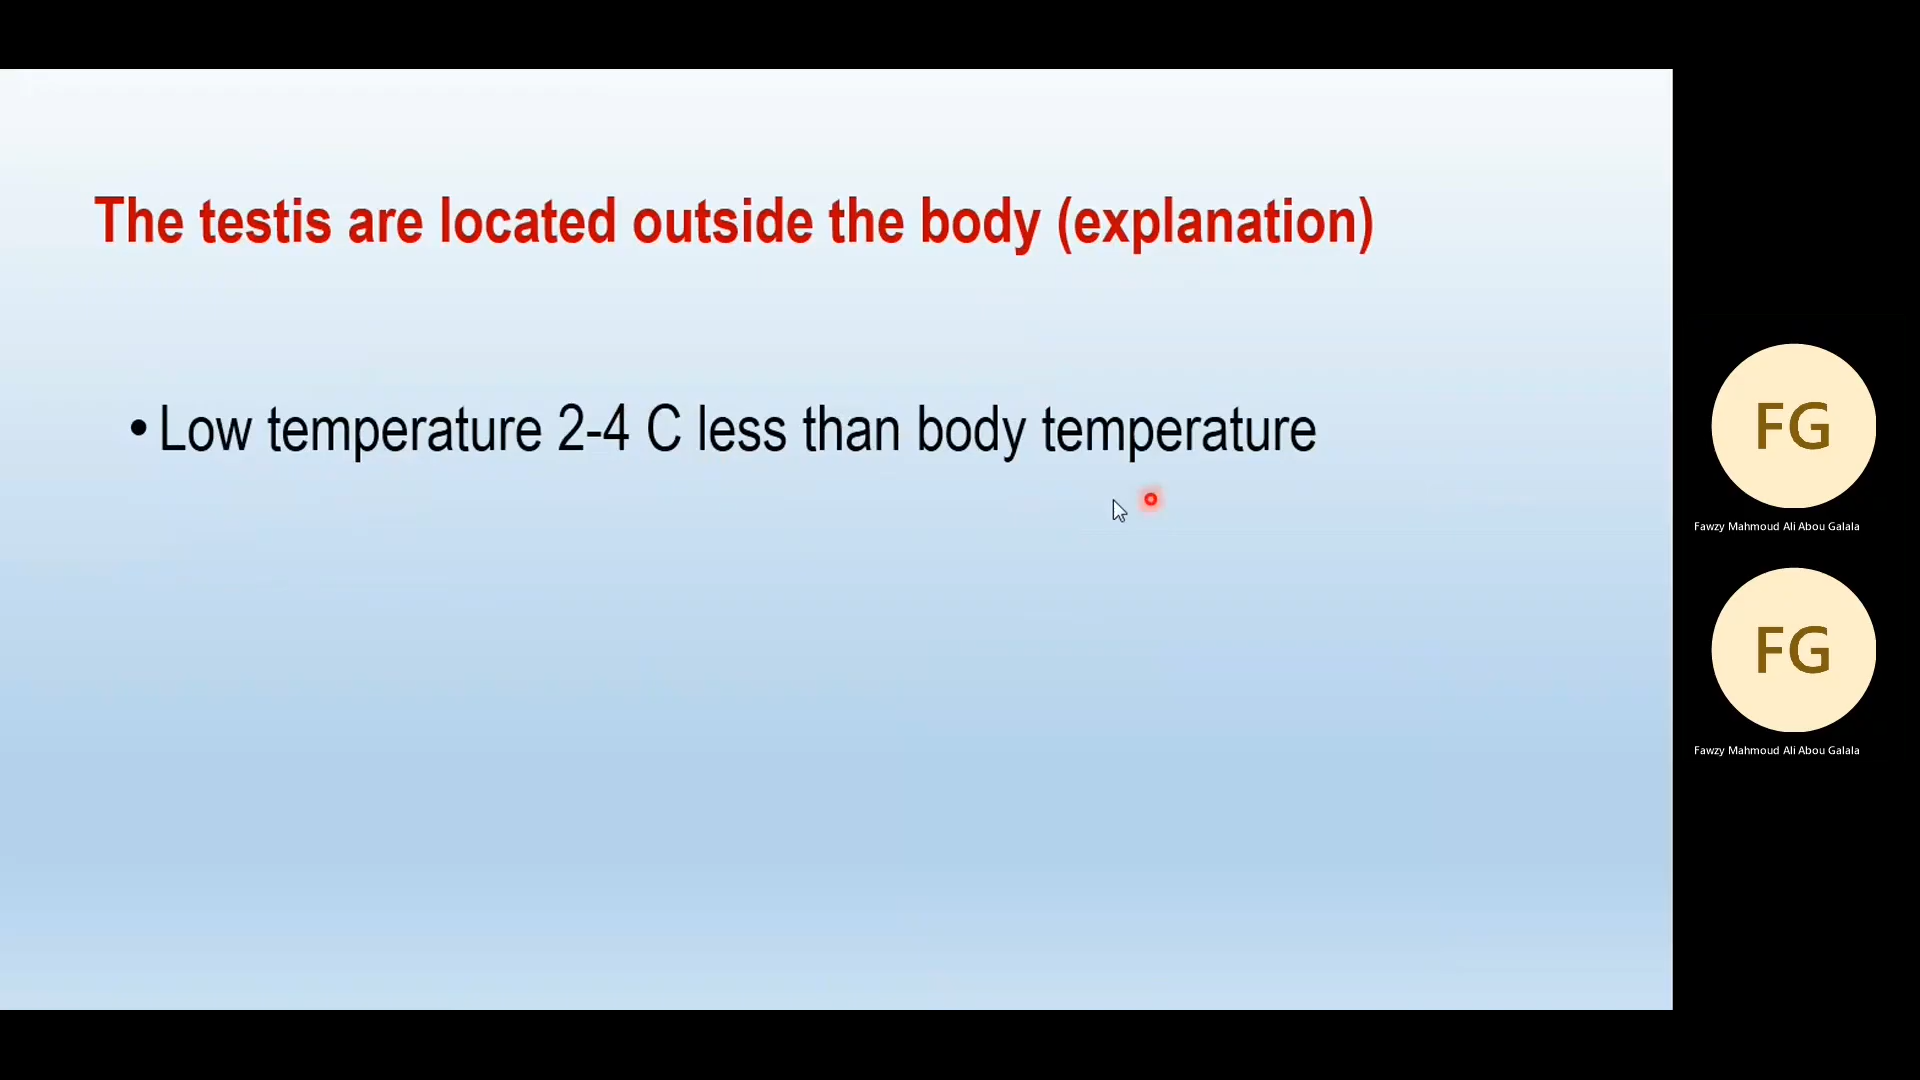 The testis are located outside the body (explanation)
• Low temperature 2-4 C less than body temperature
FG
Fawzy Mahmoud Ali Abou Galala
FG
Fawzy Mahmoud Ali Abou Galala